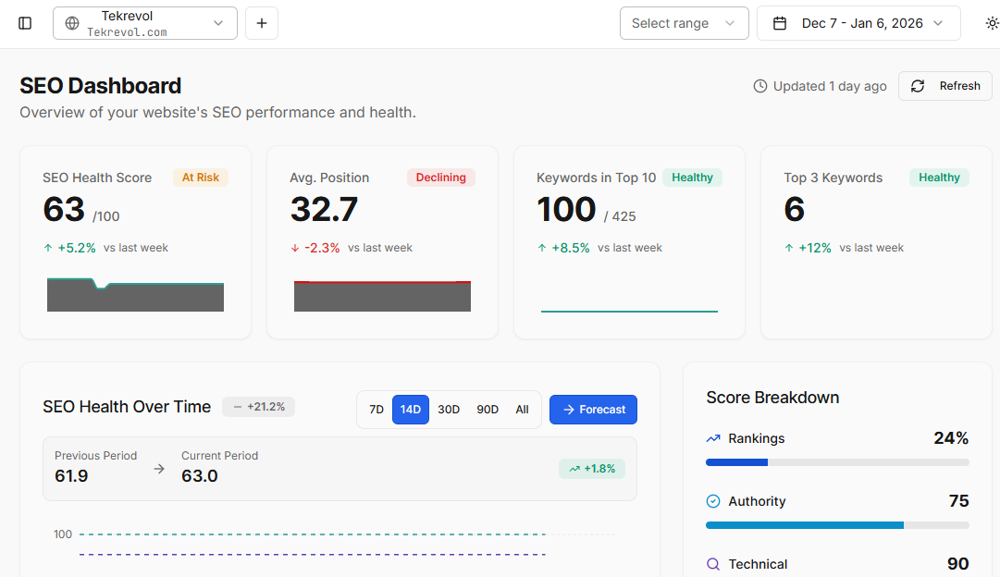 Tekrevol
Tekrevol.com
Select range
Dec 7 - Jan 6, 2026
SEO Dashboard
Overview of your website's SEO performance and health.
Updated 1 day ago
Refresh
SEO Health Score
At Risk
63 /100
+5.2% vs last week
Avg. Position
Declining
32.7
-2.3% vs last week
Keywords in Top 10
Healthy
100 / 425
+8.5% vs last week
Top 3 Keywords
Healthy
6
+12% vs last week
SEO Health Over Time
+21.2%
7D 14D 30D 90D All
Forecast
Previous Period
61.9
Current Period
63.0
+1.8%
100
Score Breakdown
Rankings 24%
Authority 75
Technical 90